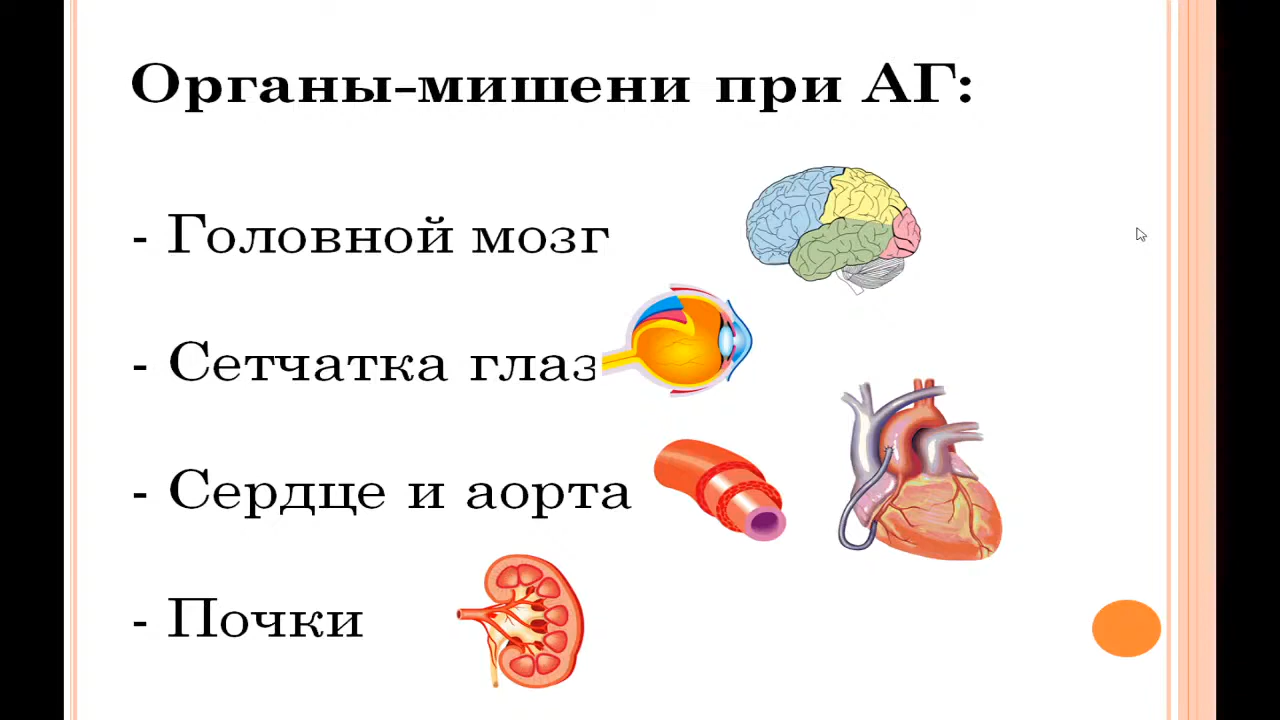 Органы-мишени при АГ:
- Головной мозг
- Сетчатка глаз
- Сердце и аорта
- Почки